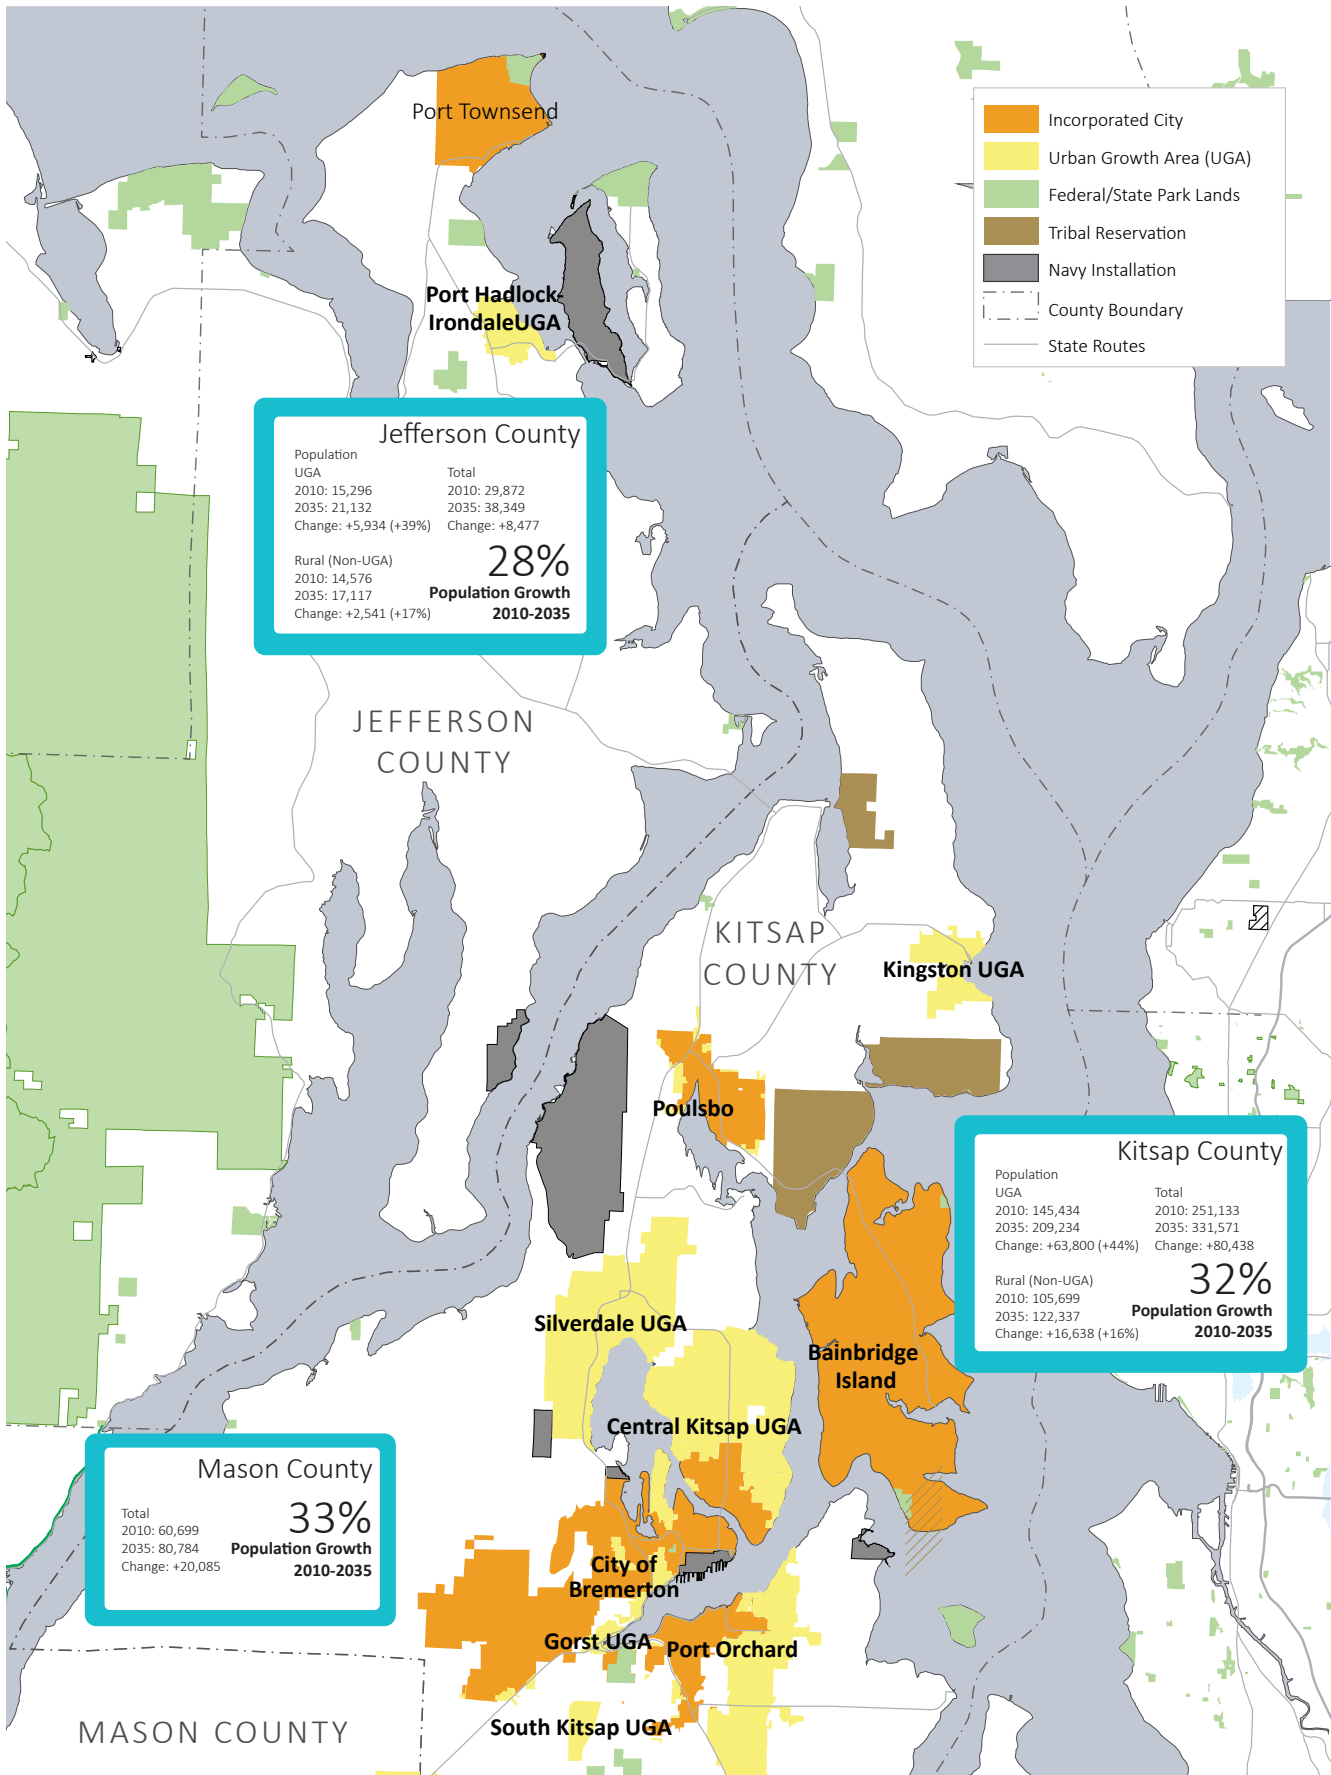 Port Townsend
Incorporated City
Urban Growth Area (UGA)
Federal/State Park Lands
Tribal Reservation
Navy Installation
County Boundary
State Routes
Port Hadlock-
IrondaleUGA
Jefferson County
Population
UGA
2010: 15,296
2035: 21,132
Change: +5,934 (+39%)
Total
2010: 29,872
2035: 38,349
Change: +8,477
Rural (Non-UGA)
2010: 14,576
2035: 17,117
Change: +2,541 (+17%)
28%
Population Growth
2010-2035
JEFFERSON
COUNTY
KITSAP
COUNTY
Kingston UGA
Poulsbo
Kitsap County
Population
UGA
2010: 145,434
2035: 209,234
Change: +63,800 (+44%)
Total
2010: 251,133
2035: 331,571
Change: +80,438
Rural (Non-UGA)
2010: 105,699
2035: 122,337
Change: +16,638 (+16%)
32%
Population Growth
2010-2035
Silverdale UGA
Bainbridge
Island
Central Kitsap UGA
Mason County
Total
2010: 60,699
2035: 80,784
Change: +20,085
33%
Population Growth
2010-2035
City of
Bremerton
Gorst UGA
Port Orchard
South Kitsap UGA
MASON COUNTY